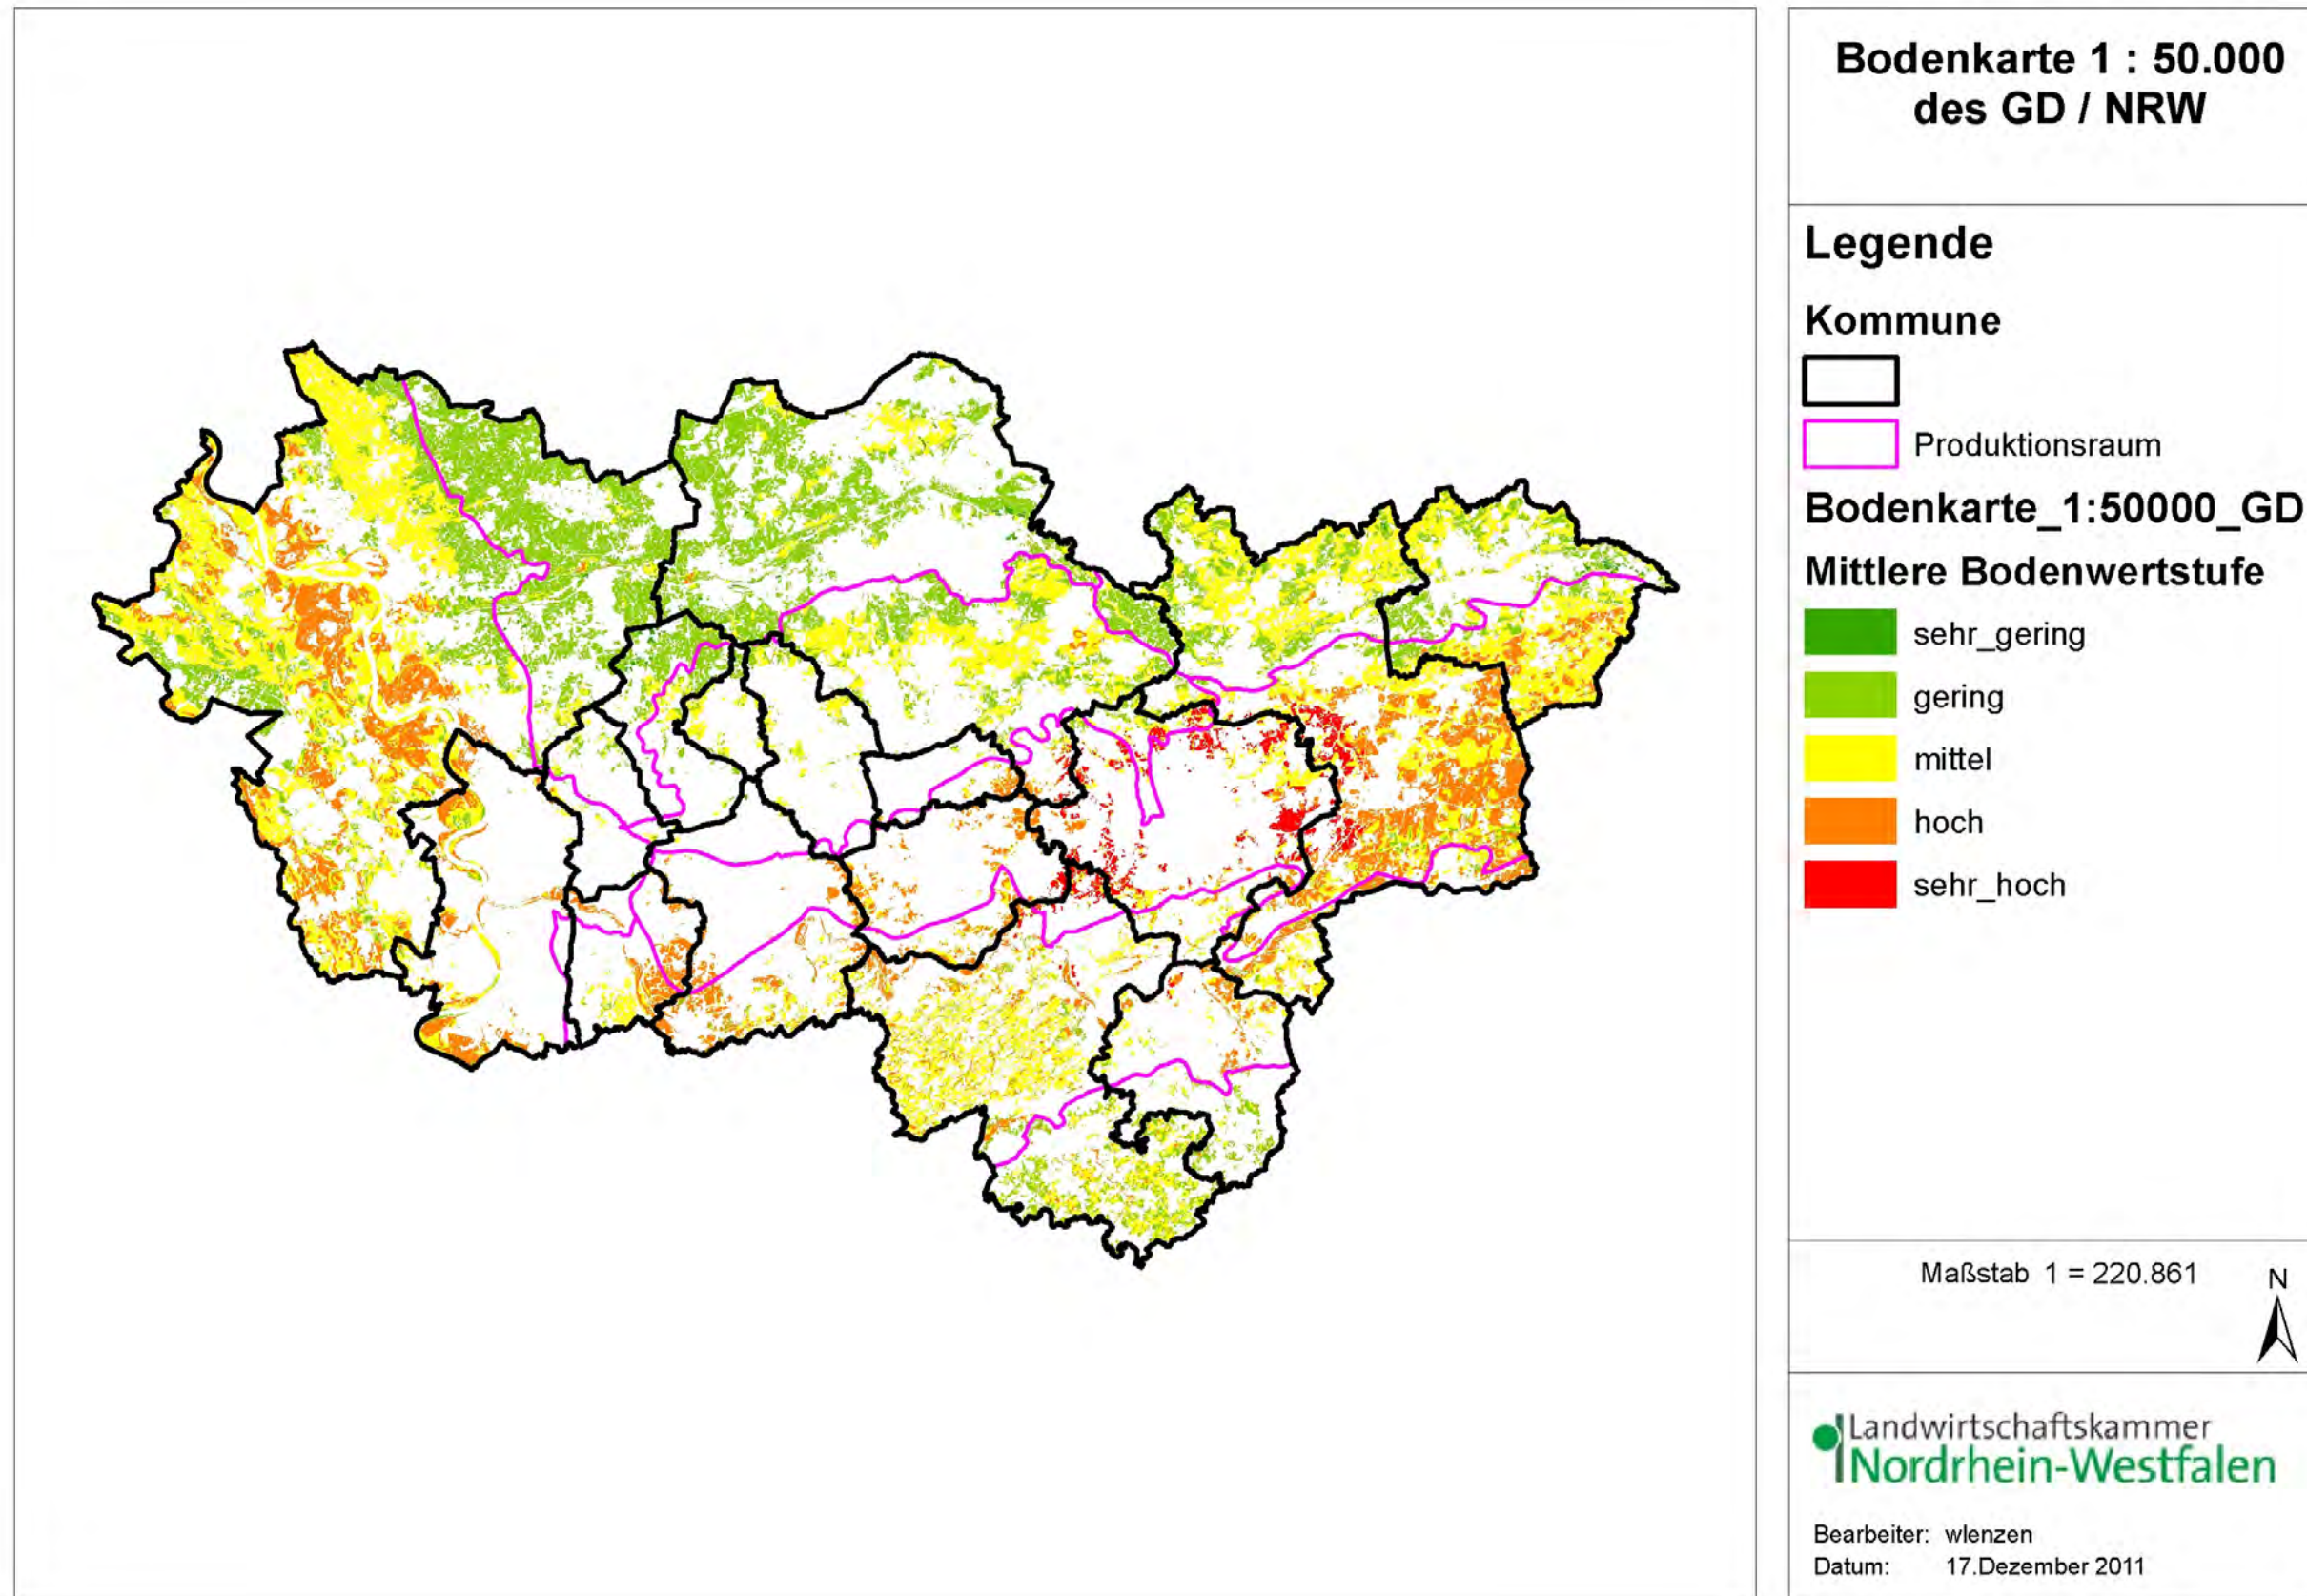 Bodenkarte 1 : 50.000
des GD / NRW
Legende
Kommune
Produktionsraum
Bodenkarte_1:50000_GD
Mittlere Bodenwertstufe
sehr_gering
gering
mittel
hoch
sehr_hoch
Maßstab 1 = 220.861
N
Landwirtschaftskammer
Nordrhein-Westfalen
Bearbeiter: wlenzen
Datum: 17.Dezember 2011